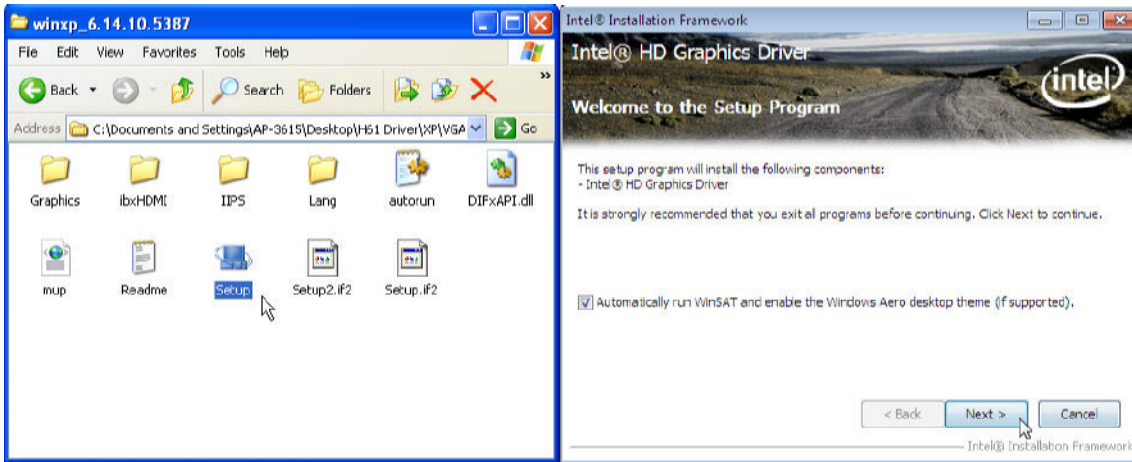 winxp_6.14.10.5387
File Edit View Favorites Tools Help
Back Search Folders
Address C:\Documents and Settings\AP-3615\Desktop\H61 Driver\XP\VGA Go
Graphics ibxHDMI IIPS Lang autorun DIFxAPI.dll
mup Readme Setup Setup2.if2 Setup.if2
Intel® Installation Framework
Intel® HD Graphics Driver
intel
Welcome to the Setup Program
This setup program will install the following components:
- Intel® HD Graphics Driver
It is strongly recommended that you exit all programs before continuing. Click Next to continue.
Automatically run WinSAT and enable the Windows Aero desktop theme (if supported).
< Back Next > Cancel
Intel® Installation Framework